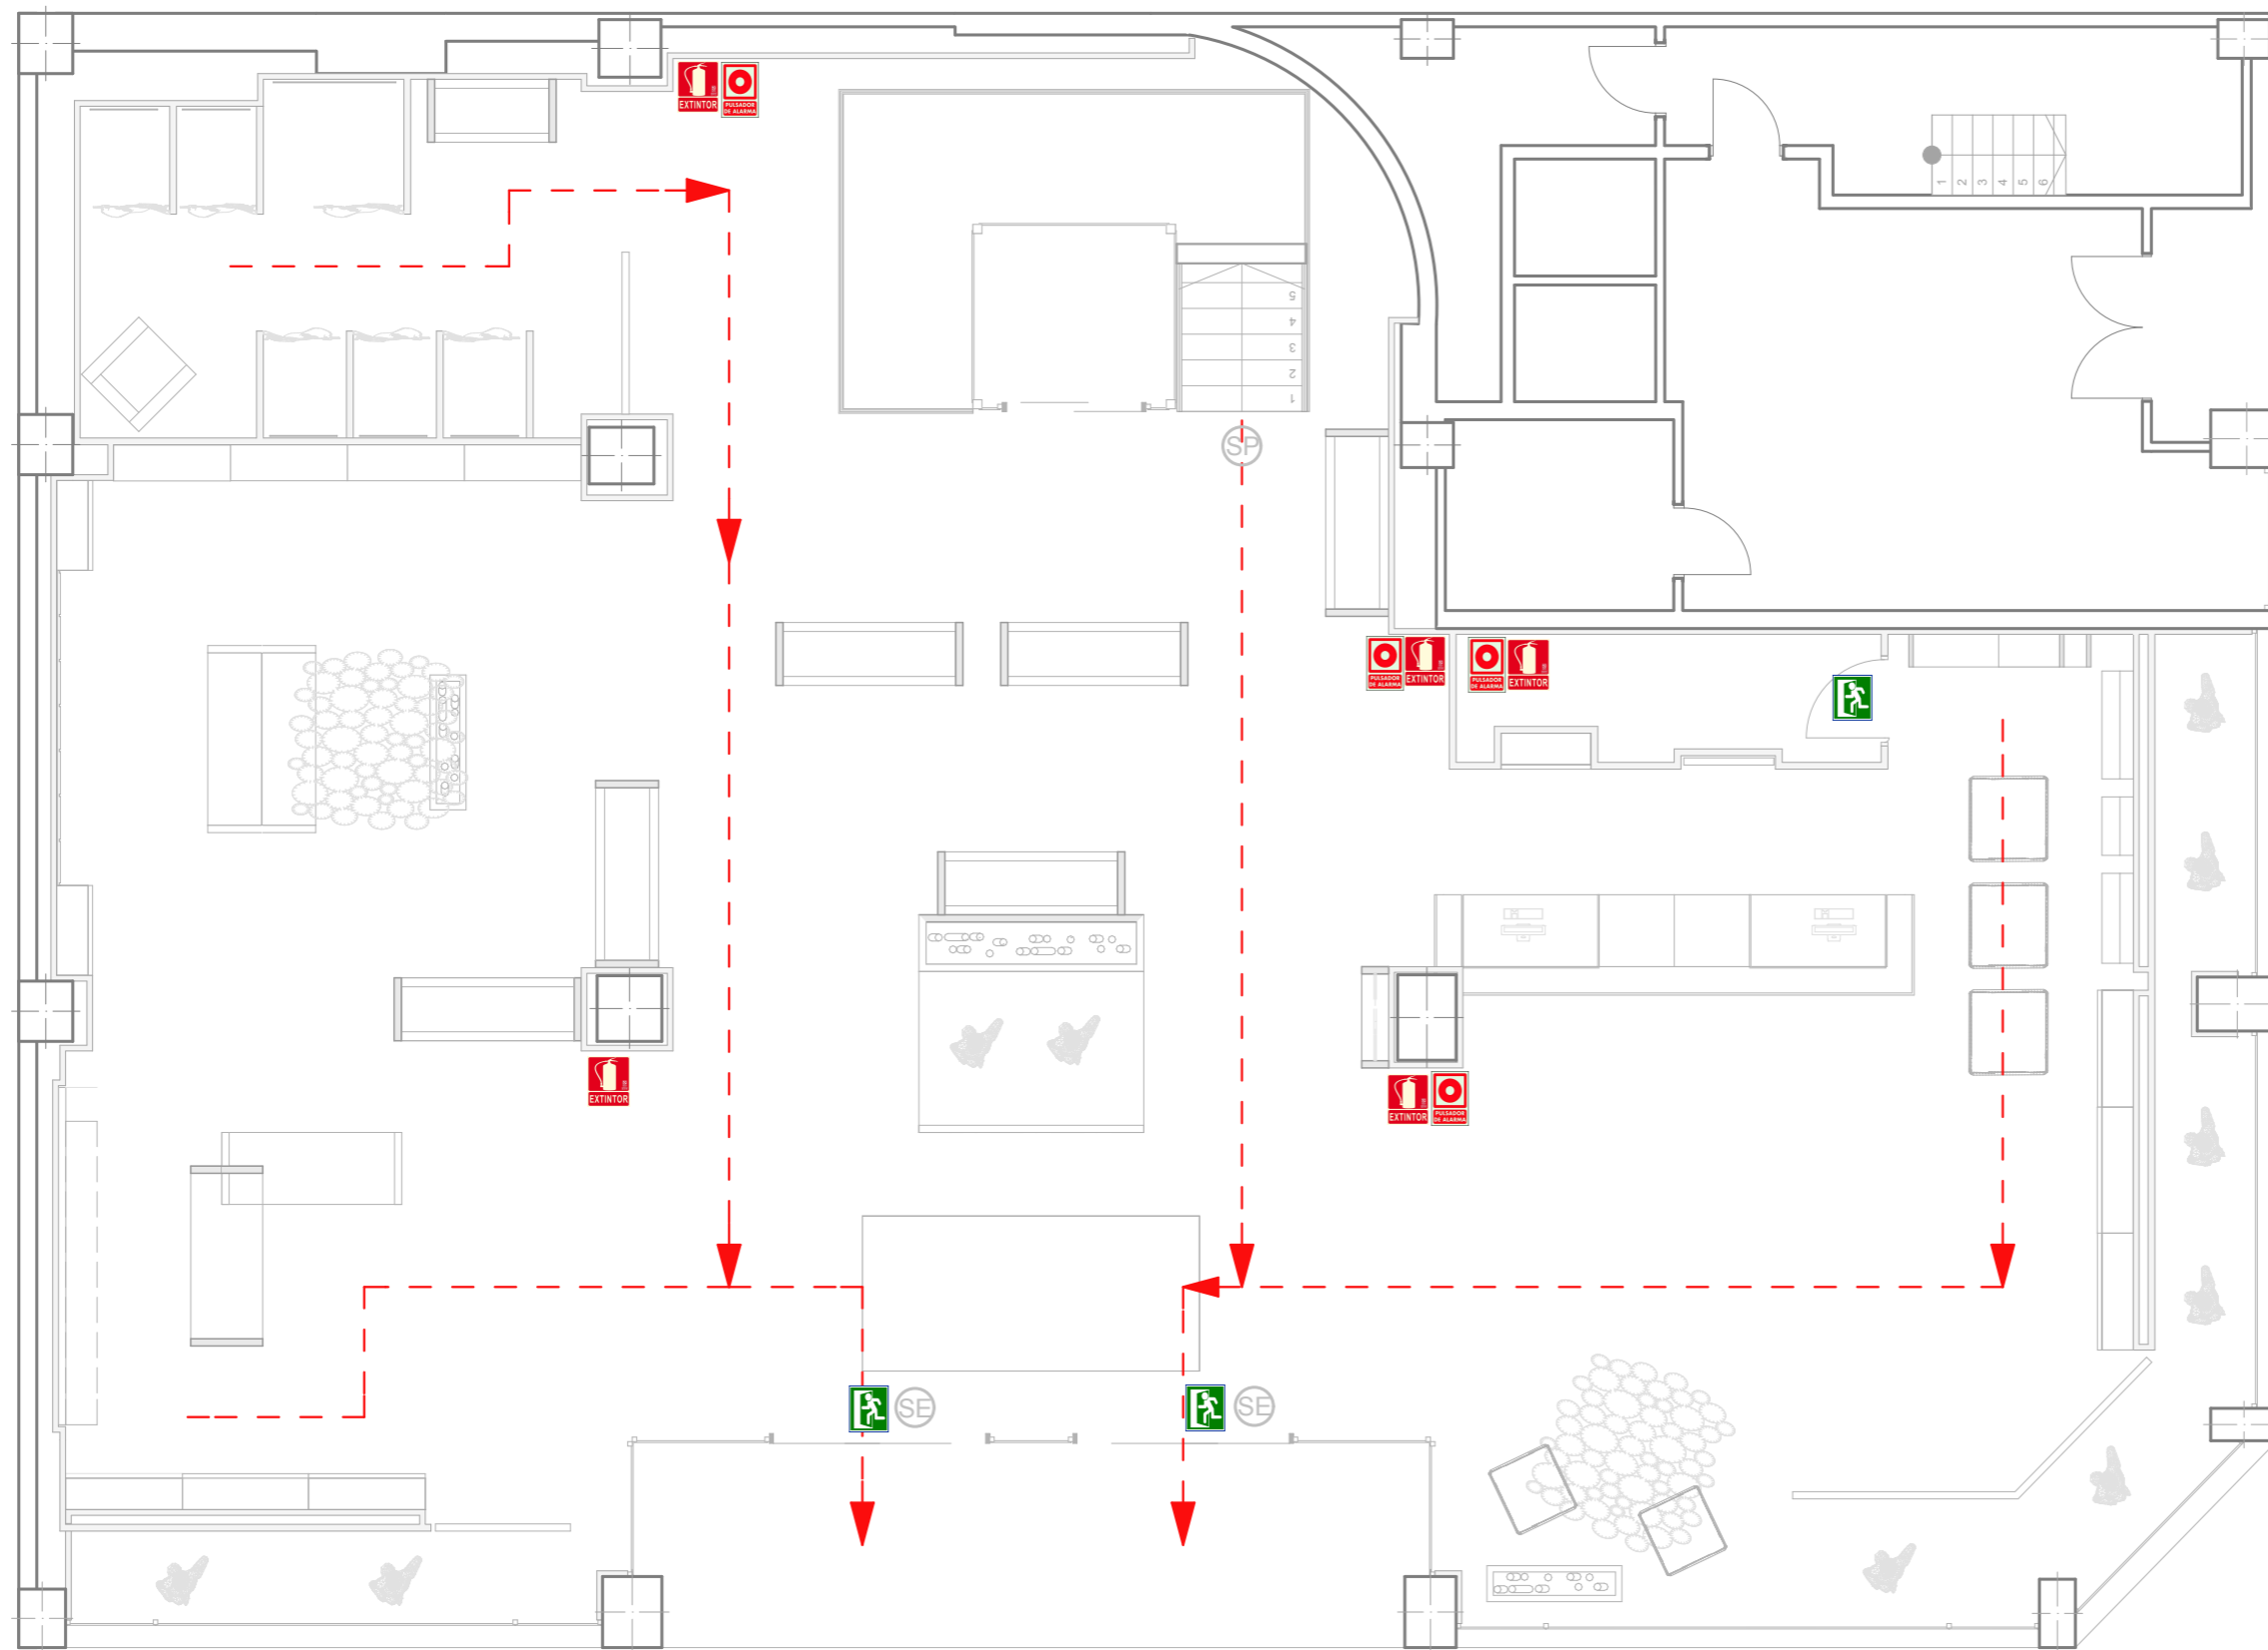 EXTINTOR
PULSADOR
DE ALARMA
1
2
3
4
5
6
5
4
3
2
1
SP
PULSADOR
DE ALARMA
EXTINTOR
PULSADOR
DE ALARMA
EXTINTOR
EXTINTOR
EXTINTOR
PULSADOR
DE ALARMA
SE
SE